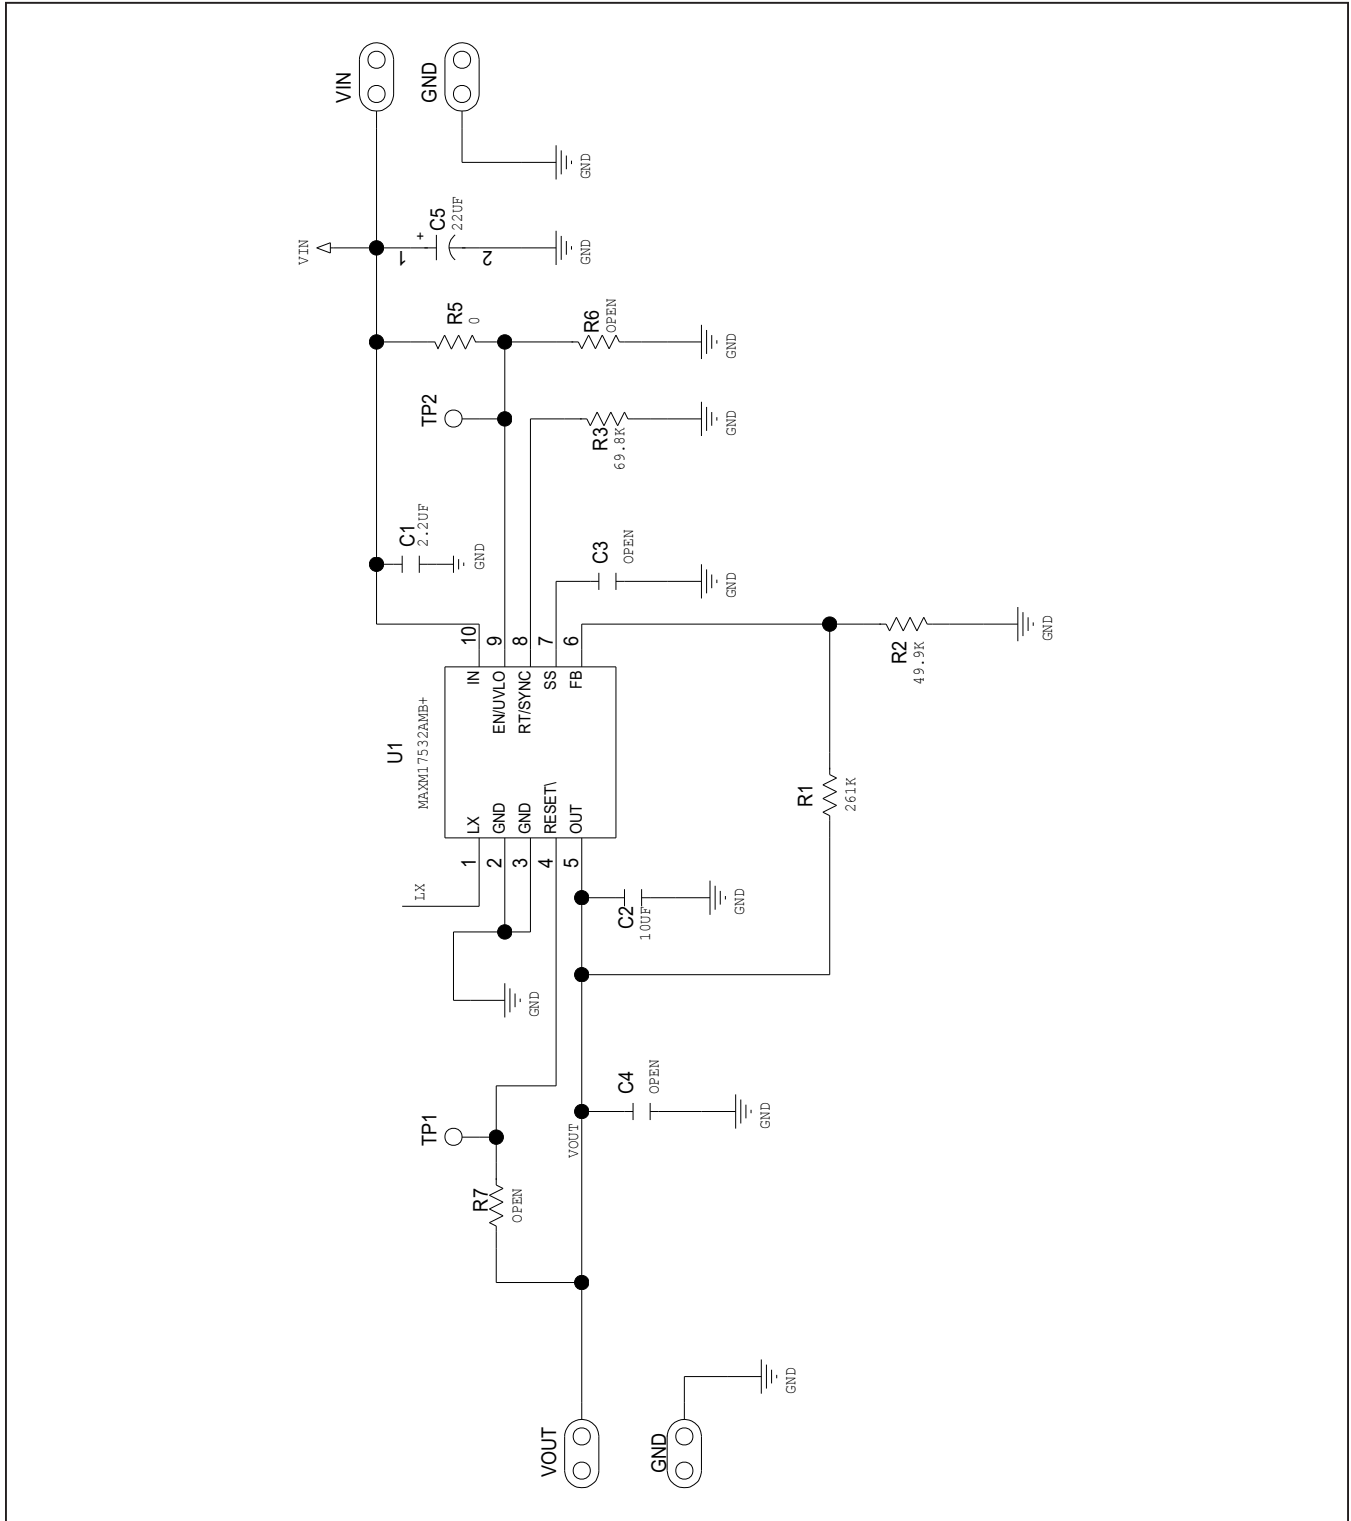 VIN
GND
GND
VIN
1
+
C5
22UF
2
GND
R5
0
R6
OPEN
GND
TP2
R3
69.8K
GND
C1
2.2UF
GND
C3
OPEN
GND
10
9
8
7
6
R2
49.9K
GND
U1
MAXM17532AMB+
IN
EN/UVLO
RT/SYNC
SS
FB
LX
GND
GND
RESET\
OUT
R1
261K
LX
1
2
3
4
5
C2
10UF
GND
GND
TP1
C4
OPEN
GND
VOUT
R7
OPEN
GND
VOUT
GND